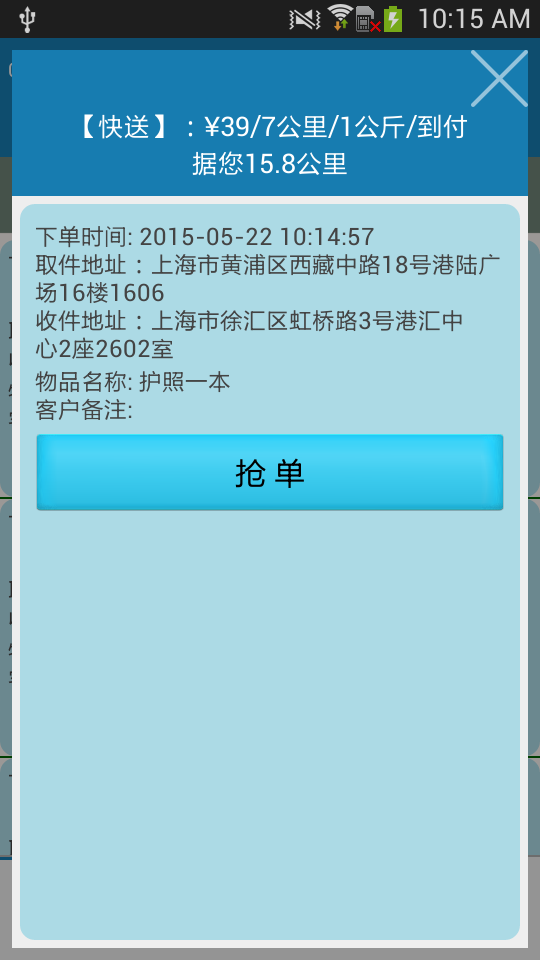 10:15 AM
【快送】：¥39/7公里/1公斤/到付
据您15.8公里
下单时间: 2015-05-22 10:14:57
取件地址：上海市黄浦区西藏中路18号港陆广
场16楼1606
收件地址：上海市徐汇区虹桥路3号港汇中
心2座2602室
物品名称: 护照一本
客户备注:
抢 单